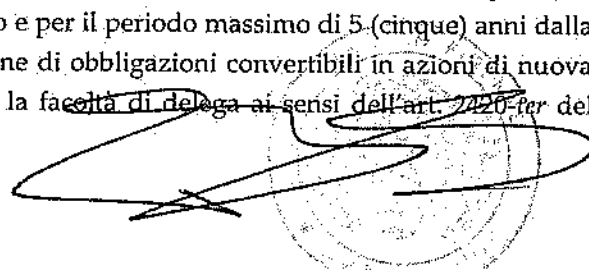 o e per il periodo massimo di 5 (cinque) anni dalla
ne di obbligazioni convertibili in azioni di nuova
la facoltà di delega ai sensi dell'art. 2420-ter del